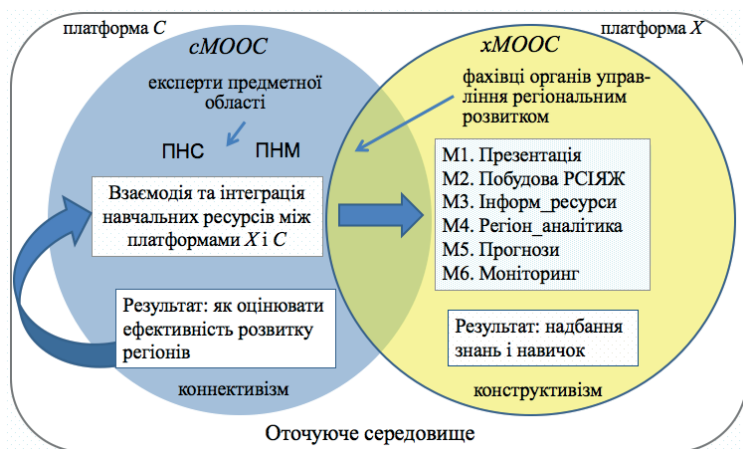 платформа C
cMOOC
експерти предметної
області
ПНС
ПНМ
Взаємодія та інтеграція
навчальних ресурсів між
платформами X і C
Результат: як оцінювати
ефективність розвитку
регіонів
коннективізм
платформа X
xMOOC
фахівці органів управ-
ління регіональним
розвитком
М1. Презентація
М2. Побудова РСІЯЖ
М3. Інформ_ресурси
М4. Регіон_аналітика
М5. Прогнози
М6. Моніторинг
Результат: надбання
знань і навичок
конструктивізм
Оточуюче середовище